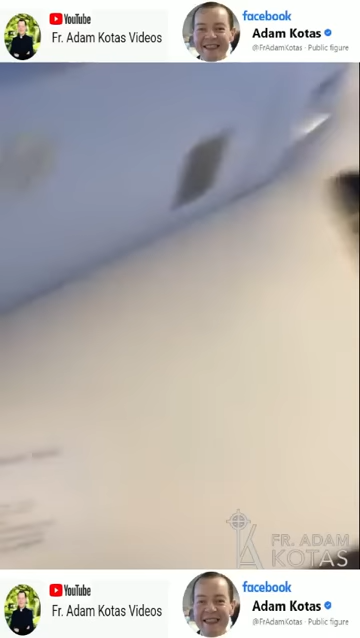 YouTube
Fr. Adam Kotas Videos
facebook
Adam Kotas
@FrAdamKotas · Public figure
FR. ADAM
KOTAS
YouTube
Fr. Adam Kotas Videos
facebook
Adam Kotas
@FrAdamKotas · Public figure